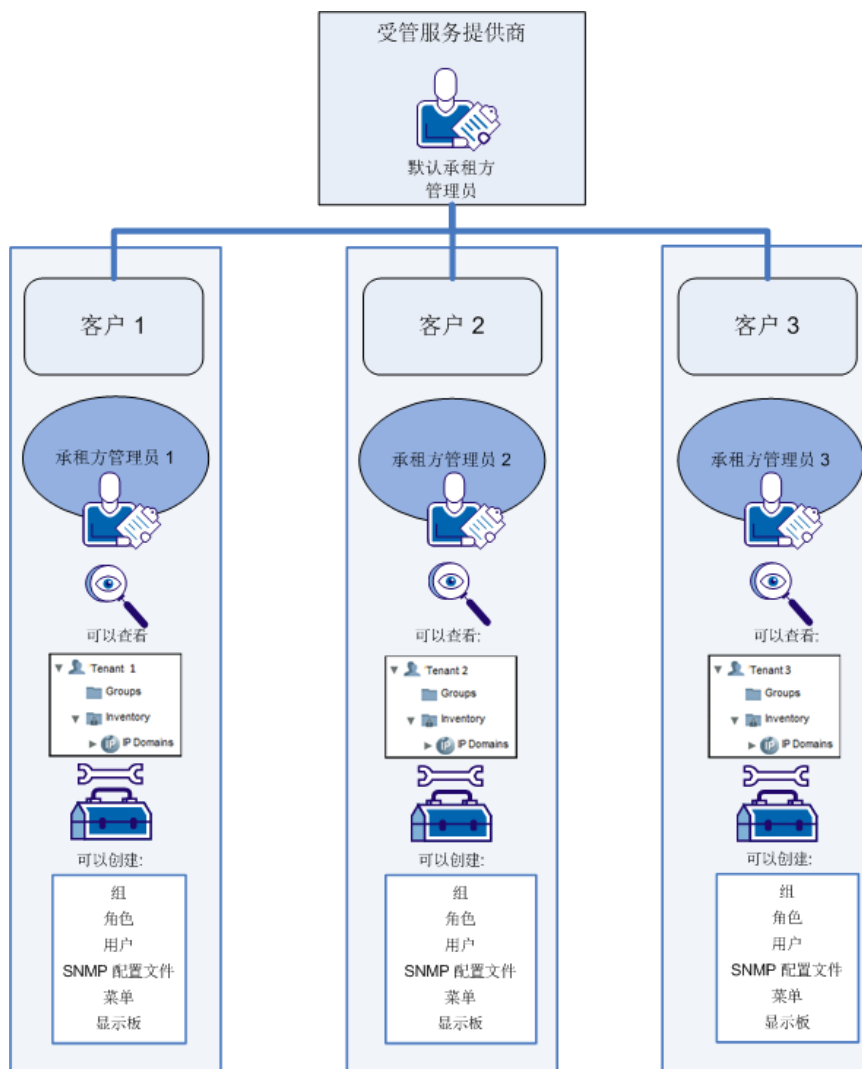 受管服务提供商
默认承租方
管理员
客户 1
承租方管理员 1
可以查看
Tenant 1
Groups
Inventory
IP
IP Domains
可以创建:
组
角色
用户
SNMP 配置文件
菜单
显示板
客户 2
承租方管理员 2
可以查看:
Tenant 2
Groups
Inventory
IP
IP Domains
可以创建:
组
角色
用户
SNMP 配置文件
菜单
显示板
客户 3
承租方管理员 3
可以查看:
Tenant 3
Groups
Inventory
IP
IP Domains
可以创建:
组
角色
用户
SNMP 配置文件
菜单
显示板